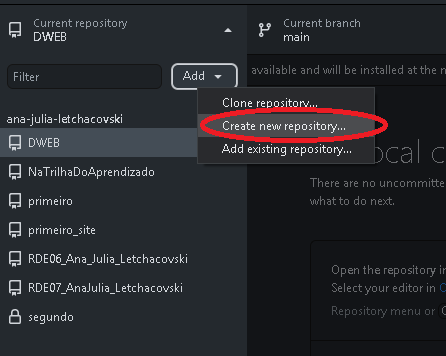 Current repository
DWEB
Current branch
main
Filter
Add
available and will be installed at the n
Clone repository...
Create new repository...
Add existing repository...
ana-julia-letchacovski
DWEB
NaTrilhaDoAprendizado
primeiro
primeiro_site
RDE06_Ana_Julia_Letchacovski
RDE07_AnaJulia_Letchacovski
segundo
ocal c
There are no uncommitte
what to do next.
Open the repository in
Select your editor in
Repository menu or